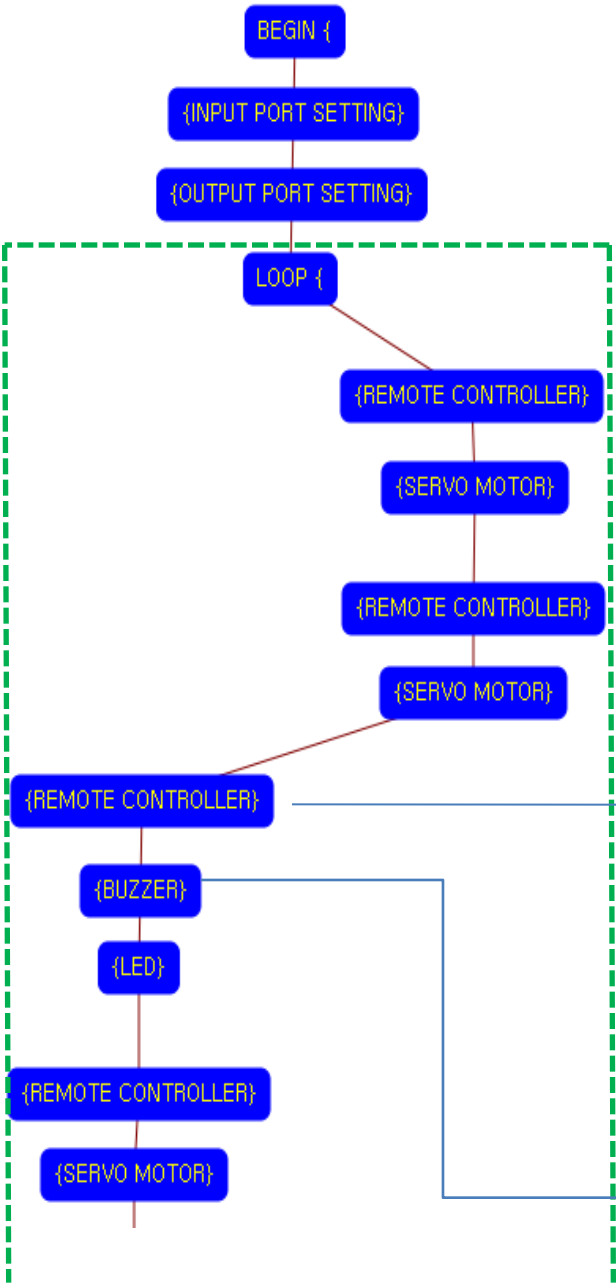 BEGIN {
{INPUT PORT SETTING}
{OUTPUT PORT SETTING}
LOOP {
{REMOTE CONTROLLER}
{SERVO MOTOR}
{REMOTE CONTROLLER}
{SERVO MOTOR}
{REMOTE CONTROLLER}
{BUZZER}
{LED}
{REMOTE CONTROLLER}
{SERVO MOTOR}